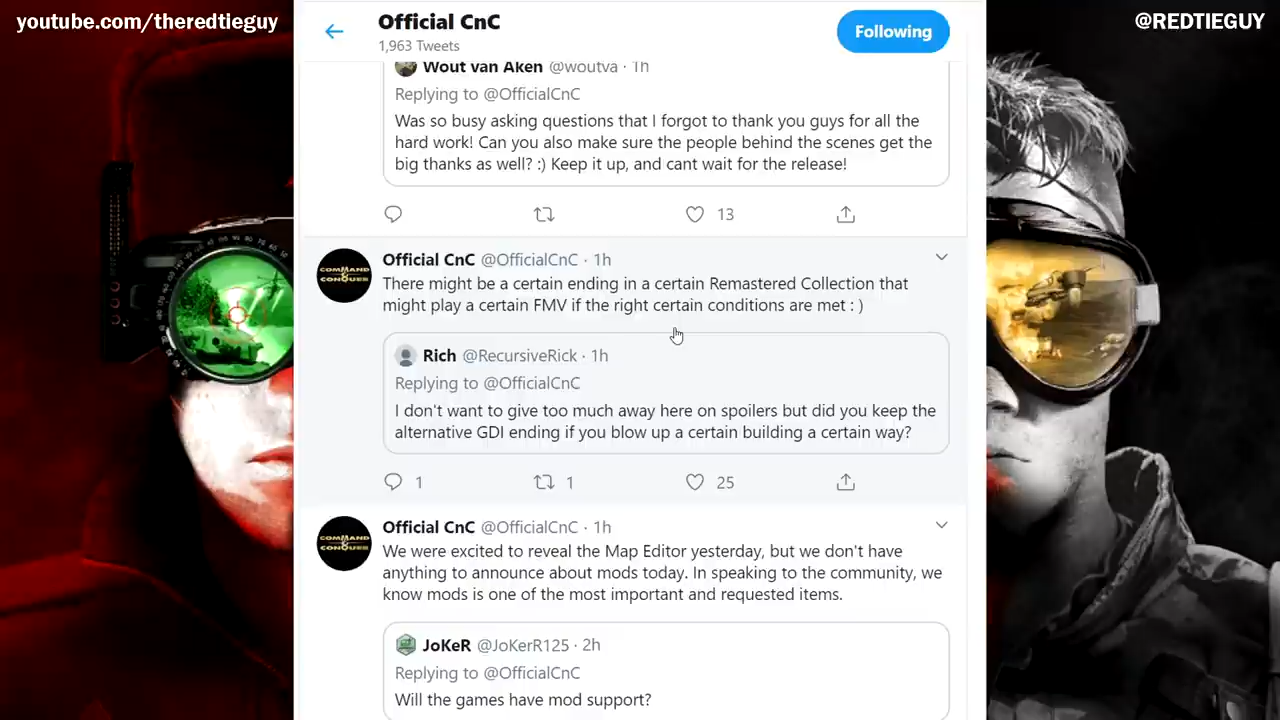 youtube.com/theredtieguy
@REDTIEGUY
Official CnC
1,963 Tweets
Following
Wout van Aken @woutva · 1h
Replying to @OfficialCnC
Was so busy asking questions that I forgot to thank you guys for all the
hard work! Can you also make sure the people behind the scenes get the
big thanks as well? :) Keep it up, and cant wait for the release!
13
COMMAND & CONQUER
Official CnC @OfficialCnC · 1h
There might be a certain ending in a certain Remastered Collection that
might play a certain FMV if the right certain conditions are met : )
Rich @RecursiveRick · 1h
Replying to @OfficialCnC
I don't want to give too much away here on spoilers but did you keep the
alternative GDI ending if you blow up a certain building a certain way?
1 1 25
COMMAND & CONQUER
Official CnC @OfficialCnC · 1h
We were excited to reveal the Map Editor yesterday, but we don't have
anything to announce about mods today. In speaking to the community, we
know mods is one of the most important and requested items.
JoKeR @JoKerR125 · 2h
Replying to @OfficialCnC
Will the games have mod support?